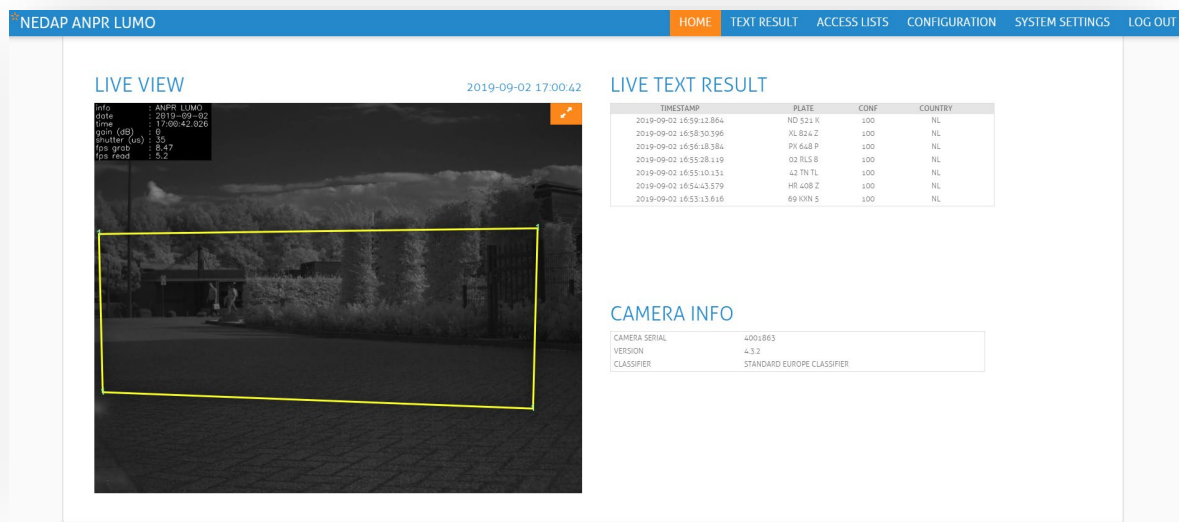 NEDAP ANPR LUMO
HOME TEXT RESULT ACCESS LISTS CONFIGURATION SYSTEM SETTINGS LOG OUT
LIVE VIEW 2019-09-02 17:00:42
info : ANPR LUMO
date : 2019-09-02
time : 17:00:42.026
gain (dB) : 0
shutter (us) : 35
fps grab : 8.47
fps read : 5.2
LIVE TEXT RESULT
TIMESTAMP PLATE CONF COUNTRY
2019-09-02 16:59:12.864 ND 521 K 100 NL
2019-09-02 16:58:30.396 XL 824 Z 100 NL
2019-09-02 16:56:18.384 PX 648 P 100 NL
2019-09-02 16:55:28.119 02 RLS 8 100 NL
2019-09-02 16:55:10.131 42 TN TL 100 NL
2019-09-02 16:54:43.579 HR 408 Z 100 NL
2019-09-02 16:53:13.616 69 KXN 5 100 NL
CAMERA INFO
CAMERA SERIAL 4001863
VERSION 4.3.2
CLASSIFIER STANDARD EUROPE CLASSIFIER